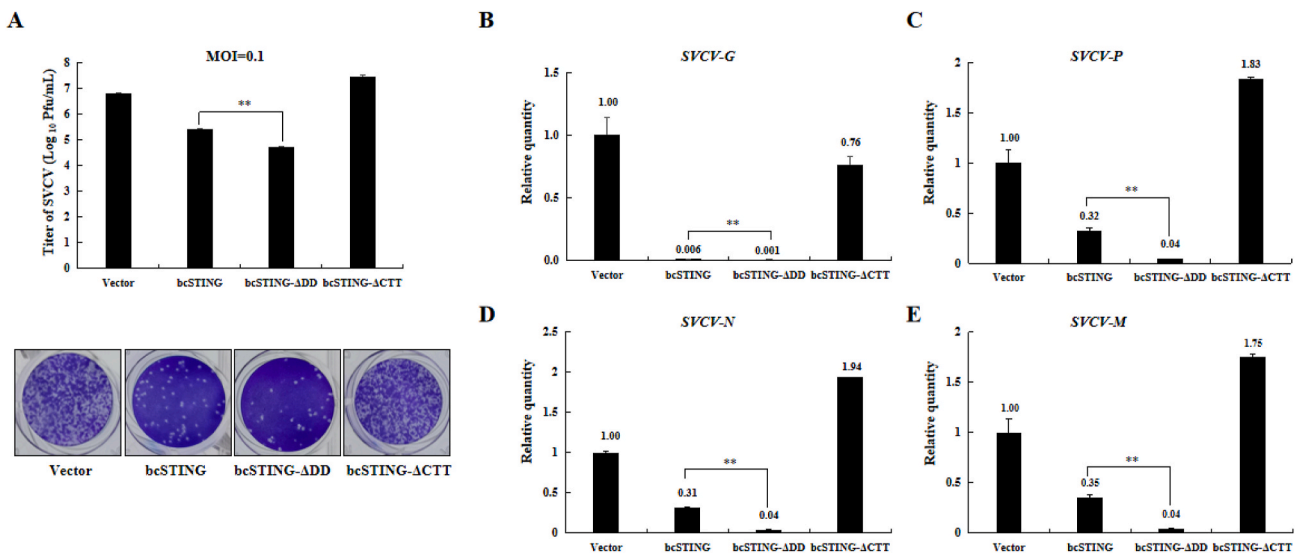 A
MOI=0.1
Titer of SVCV (Log 10 Pfu/mL)
8
7
6
5
4
3
2
1
0
**
Vector bcSTING bcSTING-ΔDD bcSTING-ΔCTT
Vector bcSTING bcSTING-ΔDD bcSTING-ΔCTT
B
SVCV-G
Relative quantity
1.5
1.0
0.5
0.0
1.00
0.006
**
0.001
0.76
Vector bcSTING bcSTING-ΔDD bcSTING-ΔCTT
C
SVCV-P
Relative quantity
2
1.5
1
0.5
0
1.00
0.32
**
0.04
1.83
Vector bcSTING bcSTING-ΔDD bcSTING-ΔCTT
D
SVCV-N
Relative quantity
2
1.5
1
0.5
0
1.00
0.31
**
0.04
1.94
Vector bcSTING bcSTING-ΔDD bcSTING-ΔCTT
E
SVCV-M
Relative quantity
2
1.5
1
0.5
0
1.00
0.35
**
0.04
1.75
Vector bcSTING bcSTING-ΔDD bcSTING-ΔCTT